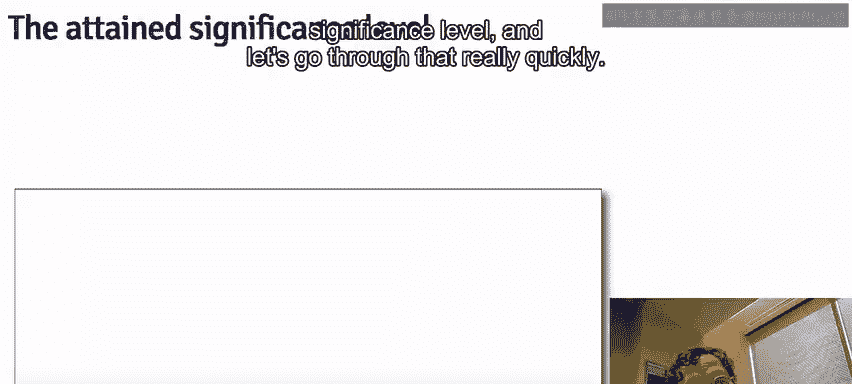 The attained significance level
significance level, and
let's go through that really quickly.